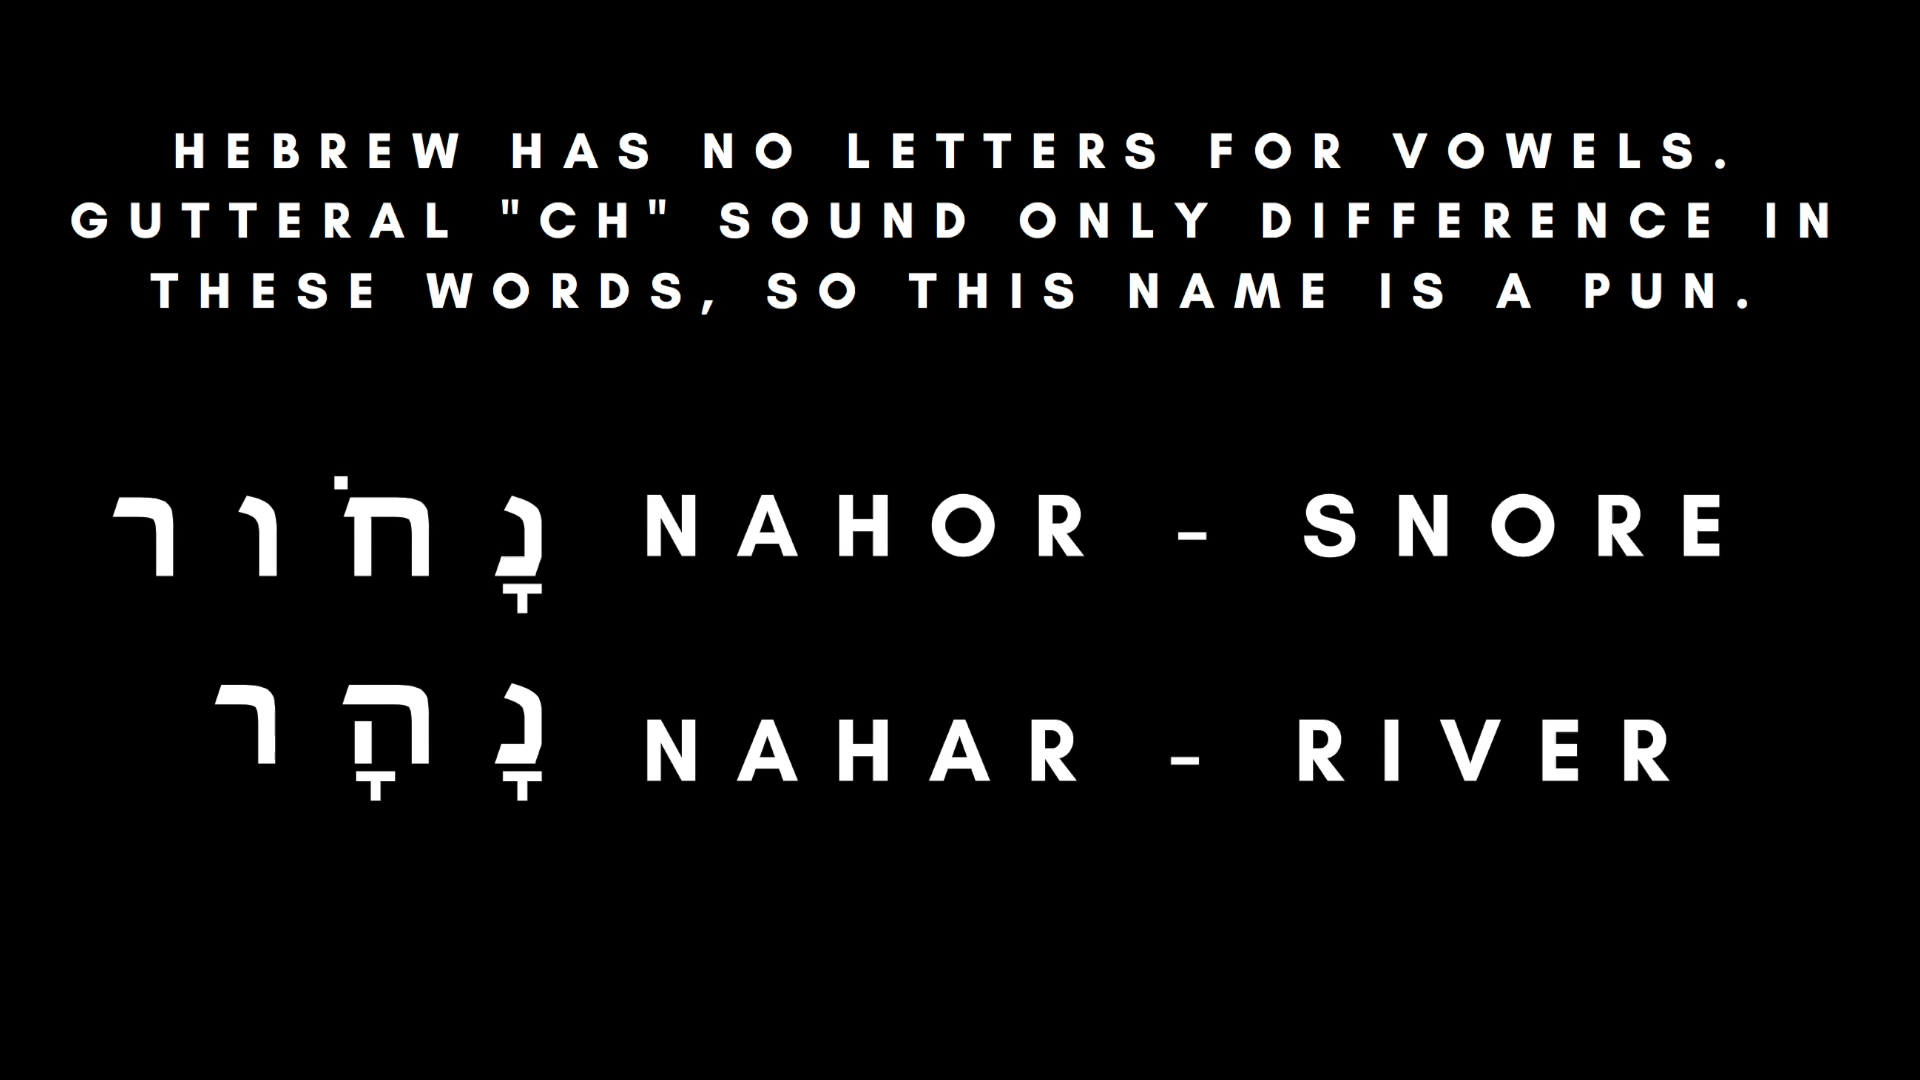 HEBREW HAS NO LETTERS FOR VOWELS.
GUTTERAL "CH" SOUND ONLY DIFFERENCE IN
THESE WORDS, SO THIS NAME IS A PUN.
נָחֹור NAHOR - SNORE
נָהָר NAHAR - RIVER